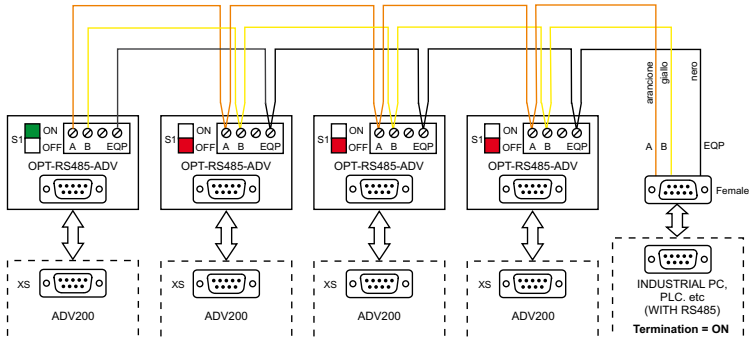 arancione
giallo
nero
S1 ON
OFF
A B EQP
OPT-RS485-ADV
S1 ON
OFF
A B EQP
OPT-RS485-ADV
S1 ON
OFF
A B EQP
OPT-RS485-ADV
S1 ON
OFF
A B EQP
OPT-RS485-ADV
A B EQP
Female
XS
ADV200
XS
ADV200
XS
ADV200
XS
ADV200
INDUSTRIAL PC,
PLC. etc
(WITH RS485)
Termination = ON